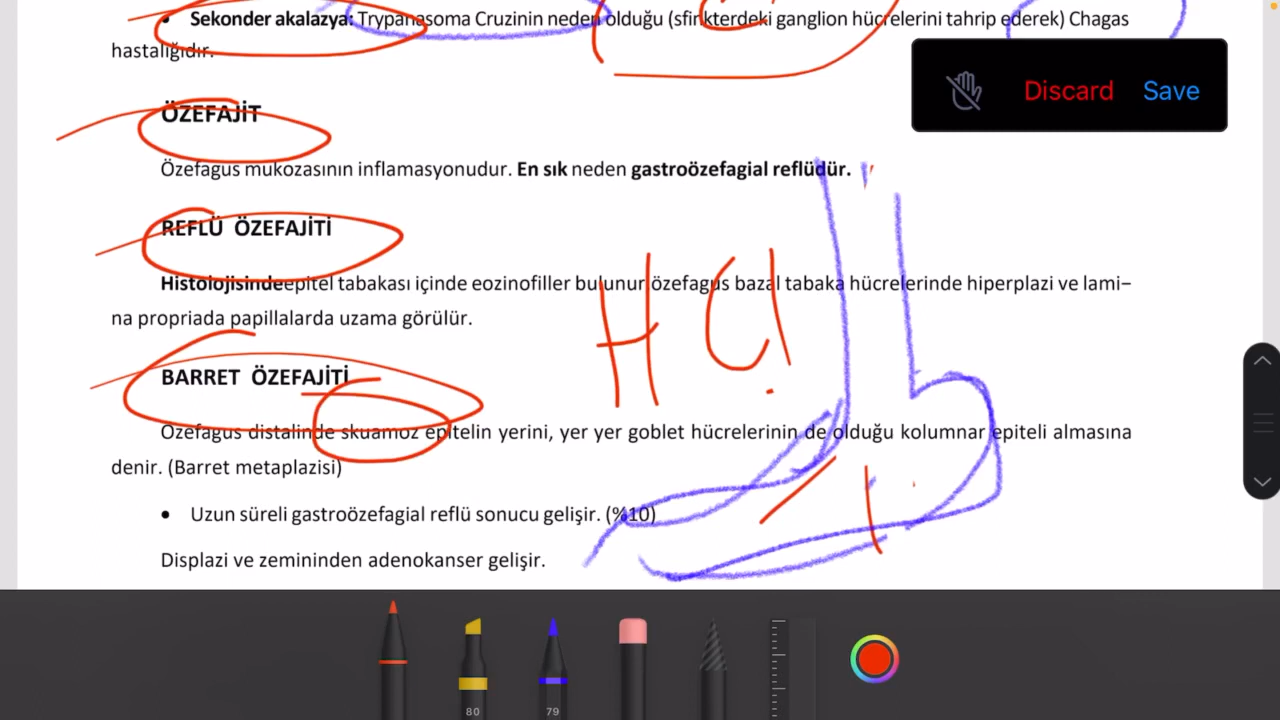 • Sekonder akalazya: Trypanasoma Cruzinin neden olduğu (sfinkterdeki ganglion hücrelerini tahrip ederek) Chagas
hastalığıdır.
Discard Save
ÖZEFAJİT
Özefagus mukozasının inflamasyonudur. En sık neden gastroözefagial reflüdür.
REFLÜ ÖZEFAJİTİ
Histolojisindeepitel tabakası içinde eozinofiller bulunur özefagus bazal tabaka hücrelerinde hiperplazi ve lami–
na propriada papillalarda uzama görülür.
HCl
BARRET ÖZEFAJİTİ
Özefagus distalinde skuamöz epitelin yerini, yer yer goblet hücrelerinin de olduğu kolumnar epiteli almasına
denir. (Barret metaplazisi)
• Uzun süreli gastroözefagial reflü sonucu gelişir. (%10)
Displazi ve zemininden adenokanser gelişir.
80 79